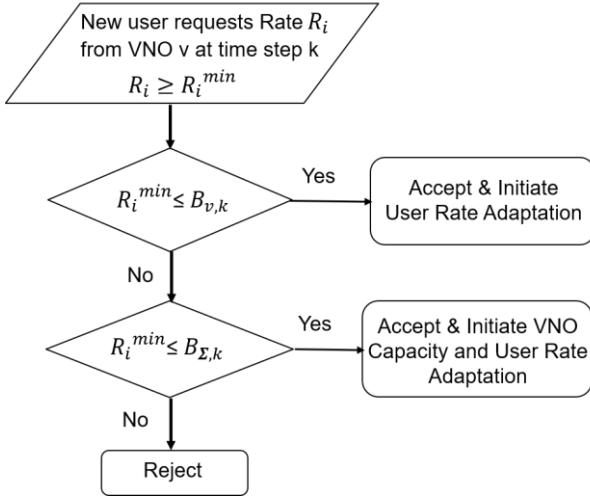 New user requests Rate R_i
from VNO v at time step k
R_i ≥ R_i^min
R_i^min ≤ B_v,k
Yes
Accept & Initiate
User Rate Adaptation
No
R_i^min ≤ B_Σ,k
Yes
Accept & Initiate VNO
Capacity and User Rate
Adaptation
No
Reject